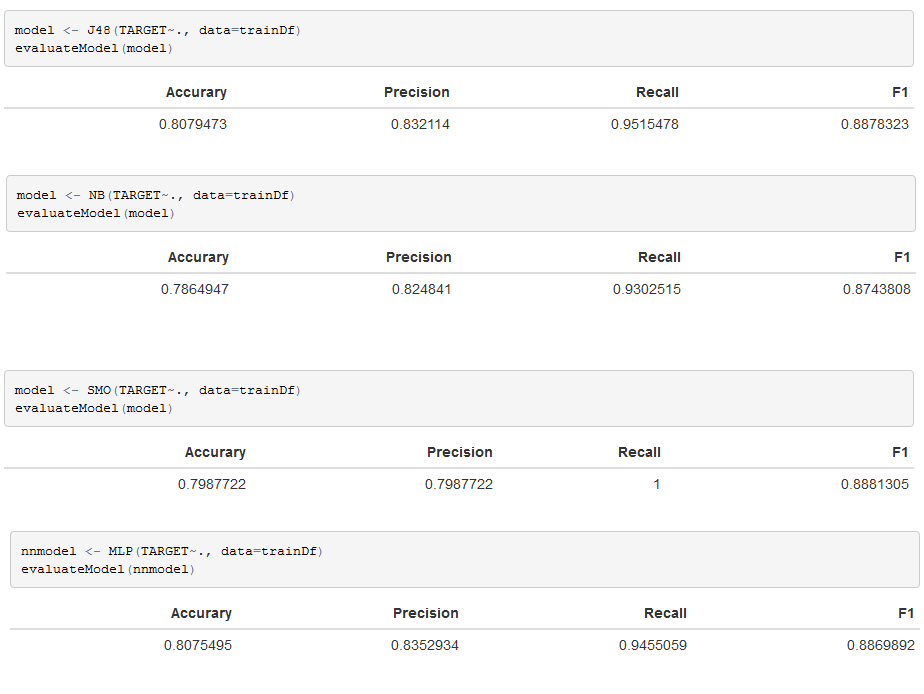 model <- J48(TARGET~., data=trainDf)
evaluateModel(model)
Accurary Precision Recall F1
0.8079473 0.832114 0.9515478 0.8878323
model <- NB(TARGET~., data=trainDf)
evaluateModel(model)
Accurary Precision Recall F1
0.7864947 0.824841 0.9302515 0.8743808
model <- SMO(TARGET~., data=trainDf)
evaluateModel(model)
Accurary Precision Recall F1
0.7987722 0.7987722 1 0.8881305
nnmodel <- MLP(TARGET~., data=trainDf)
evaluateModel(nnmodel)
Accurary Precision Recall F1
0.8075495 0.8352934 0.9455059 0.8869892